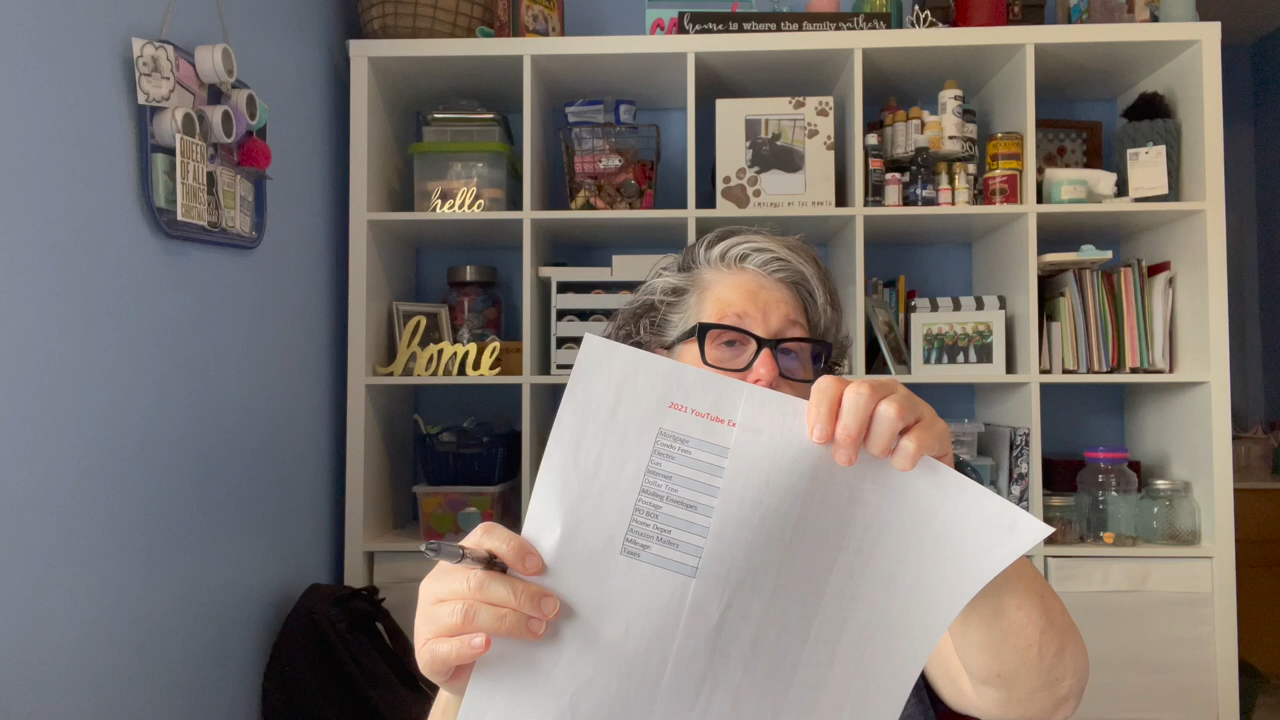 home is where the family gathers
QUEEN
OF ALL
THINGS
CHRISTMAS
hello
EMPLOYEE OF THE MONTH
home
2021 YouTube Ex
Mortgage
Condo Fees
Electric
Gas
Internet
Dollar Tree
Mailing Envelopes
Postage
PO BOX
Home Depot
Amazon Mailers
Mileage
Taxes